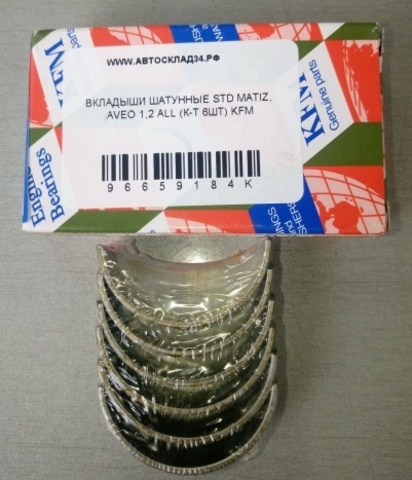 WWW.АВТОСКЛАД34.РФ
ВКЛАДЫШИ ШАТУННЫЕ STD MATIZ,
AVEO 1,2 ALL (К-Т 6ШТ) KFM
96659184K
KFM
Genuine parts
KFM
Engine
Bearings